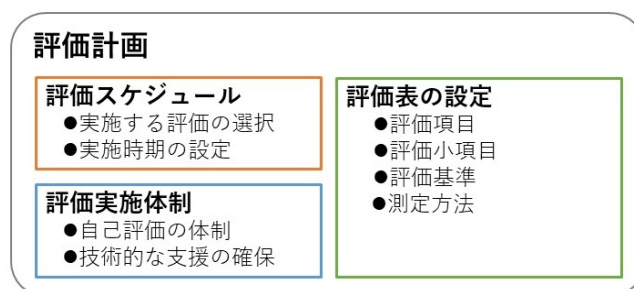 評価計画
評価スケジュール
●実施する評価の選択
●実施時期の設定
評価実施体制
●自己評価の体制
●技術的な支援の確保
評価表の設定
●評価項目
●評価小項目
●評価基準
●測定方法